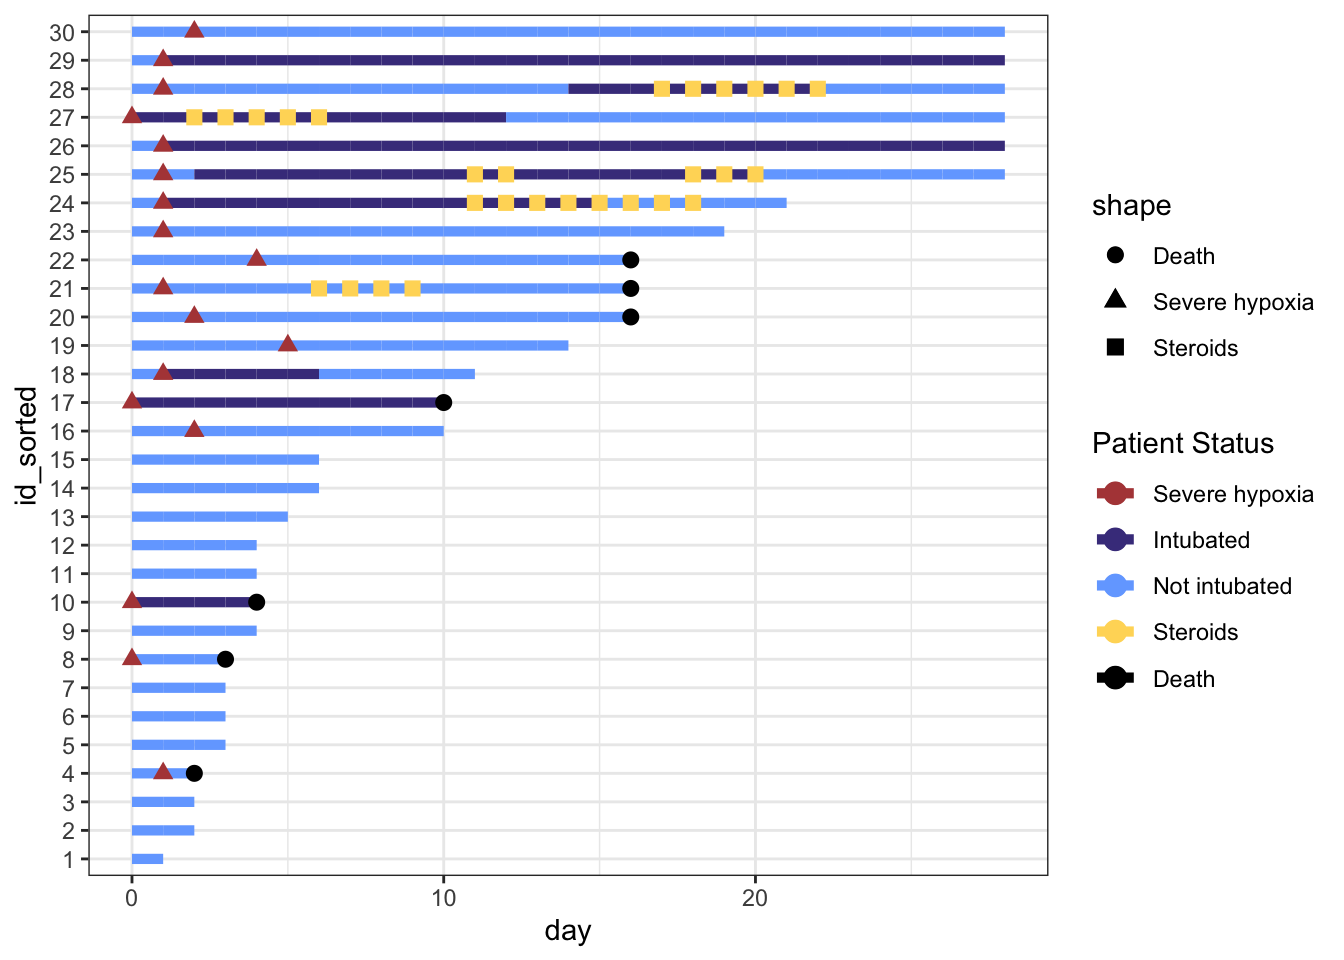 30
29
28
27
26
25
24
23
22
21
20
19
18
17
16
15
14
13
12
11
10
9
8
7
6
5
4
3
2
1
id_sorted
0 10 20
day
shape
Death
Severe hypoxia
Steroids
Patient Status
Severe hypoxia
Intubated
Not intubated
Steroids
Death